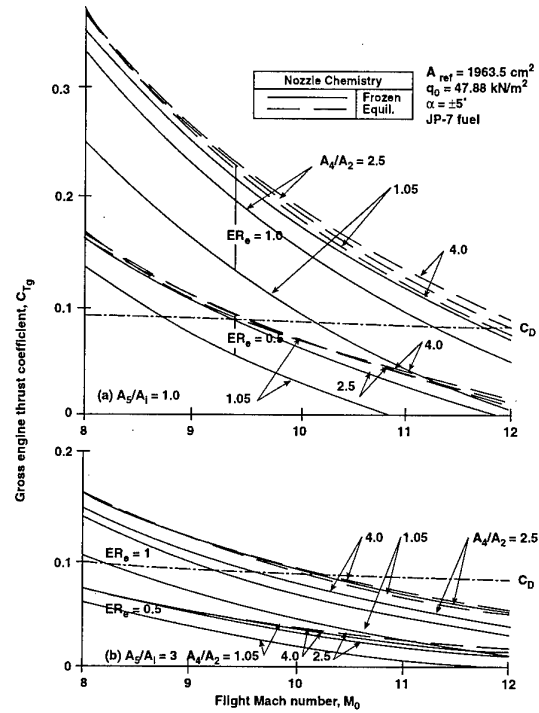 Gross engine thrust coefficient, C_Tg
0.3
0.2
0.1
0
Nozzle Chemistry
Frozen
Equil.
A ref = 1963.5 cm²
q₀ = 47.88 kN/m²
α = ±5°
JP-7 fuel
A₄/A₂ = 2.5
1.05
4.0
ER_e = 1.0
C_D
ER_e = 0.5
4.0
2.5
1.05
(a) A₅/A_i = 1.0
8
9
10
11
12
0.2
0.1
0
4.0
1.05
A₄/A₂ = 2.5
ER_e = 1
C_D
ER_e = 0.5
(b) A₅/A_i = 3 A₄/A₂ = 1.05
4.0
2.5
8
9
10
11
12
Flight Mach number, M₀